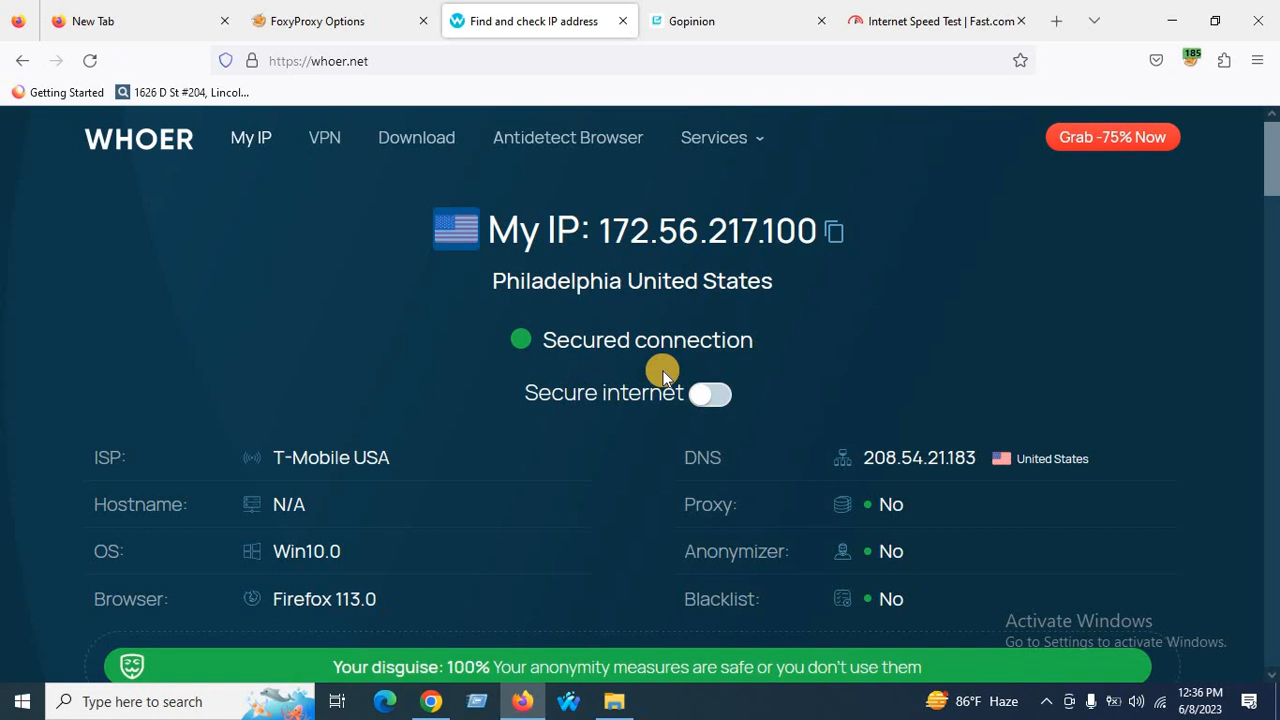 New Tab
FoxyProxy Options
Find and check IP address
Gopinion
Internet Speed Test | Fast.com
https://whoer.net
185
Getting Started
1626 D St #204, Lincol...
WHOER
My IP
VPN
Download
Antidetect Browser
Services
Grab -75% Now
My IP: 172.56.217.100
Philadelphia United States
Secured connection
Secure internet
ISP: T-Mobile USA
DNS 208.54.21.183 United States
Hostname: N/A
Proxy: No
OS: Win10.0
Anonymizer: No
Browser: Firefox 113.0
Blacklist: No
Activate Windows
Go to Settings to activate Windows.
Your disguise: 100% Your anonymity measures are safe or you don't use them
Type here to search
86°F Haze
12:36 PM
6/8/2023